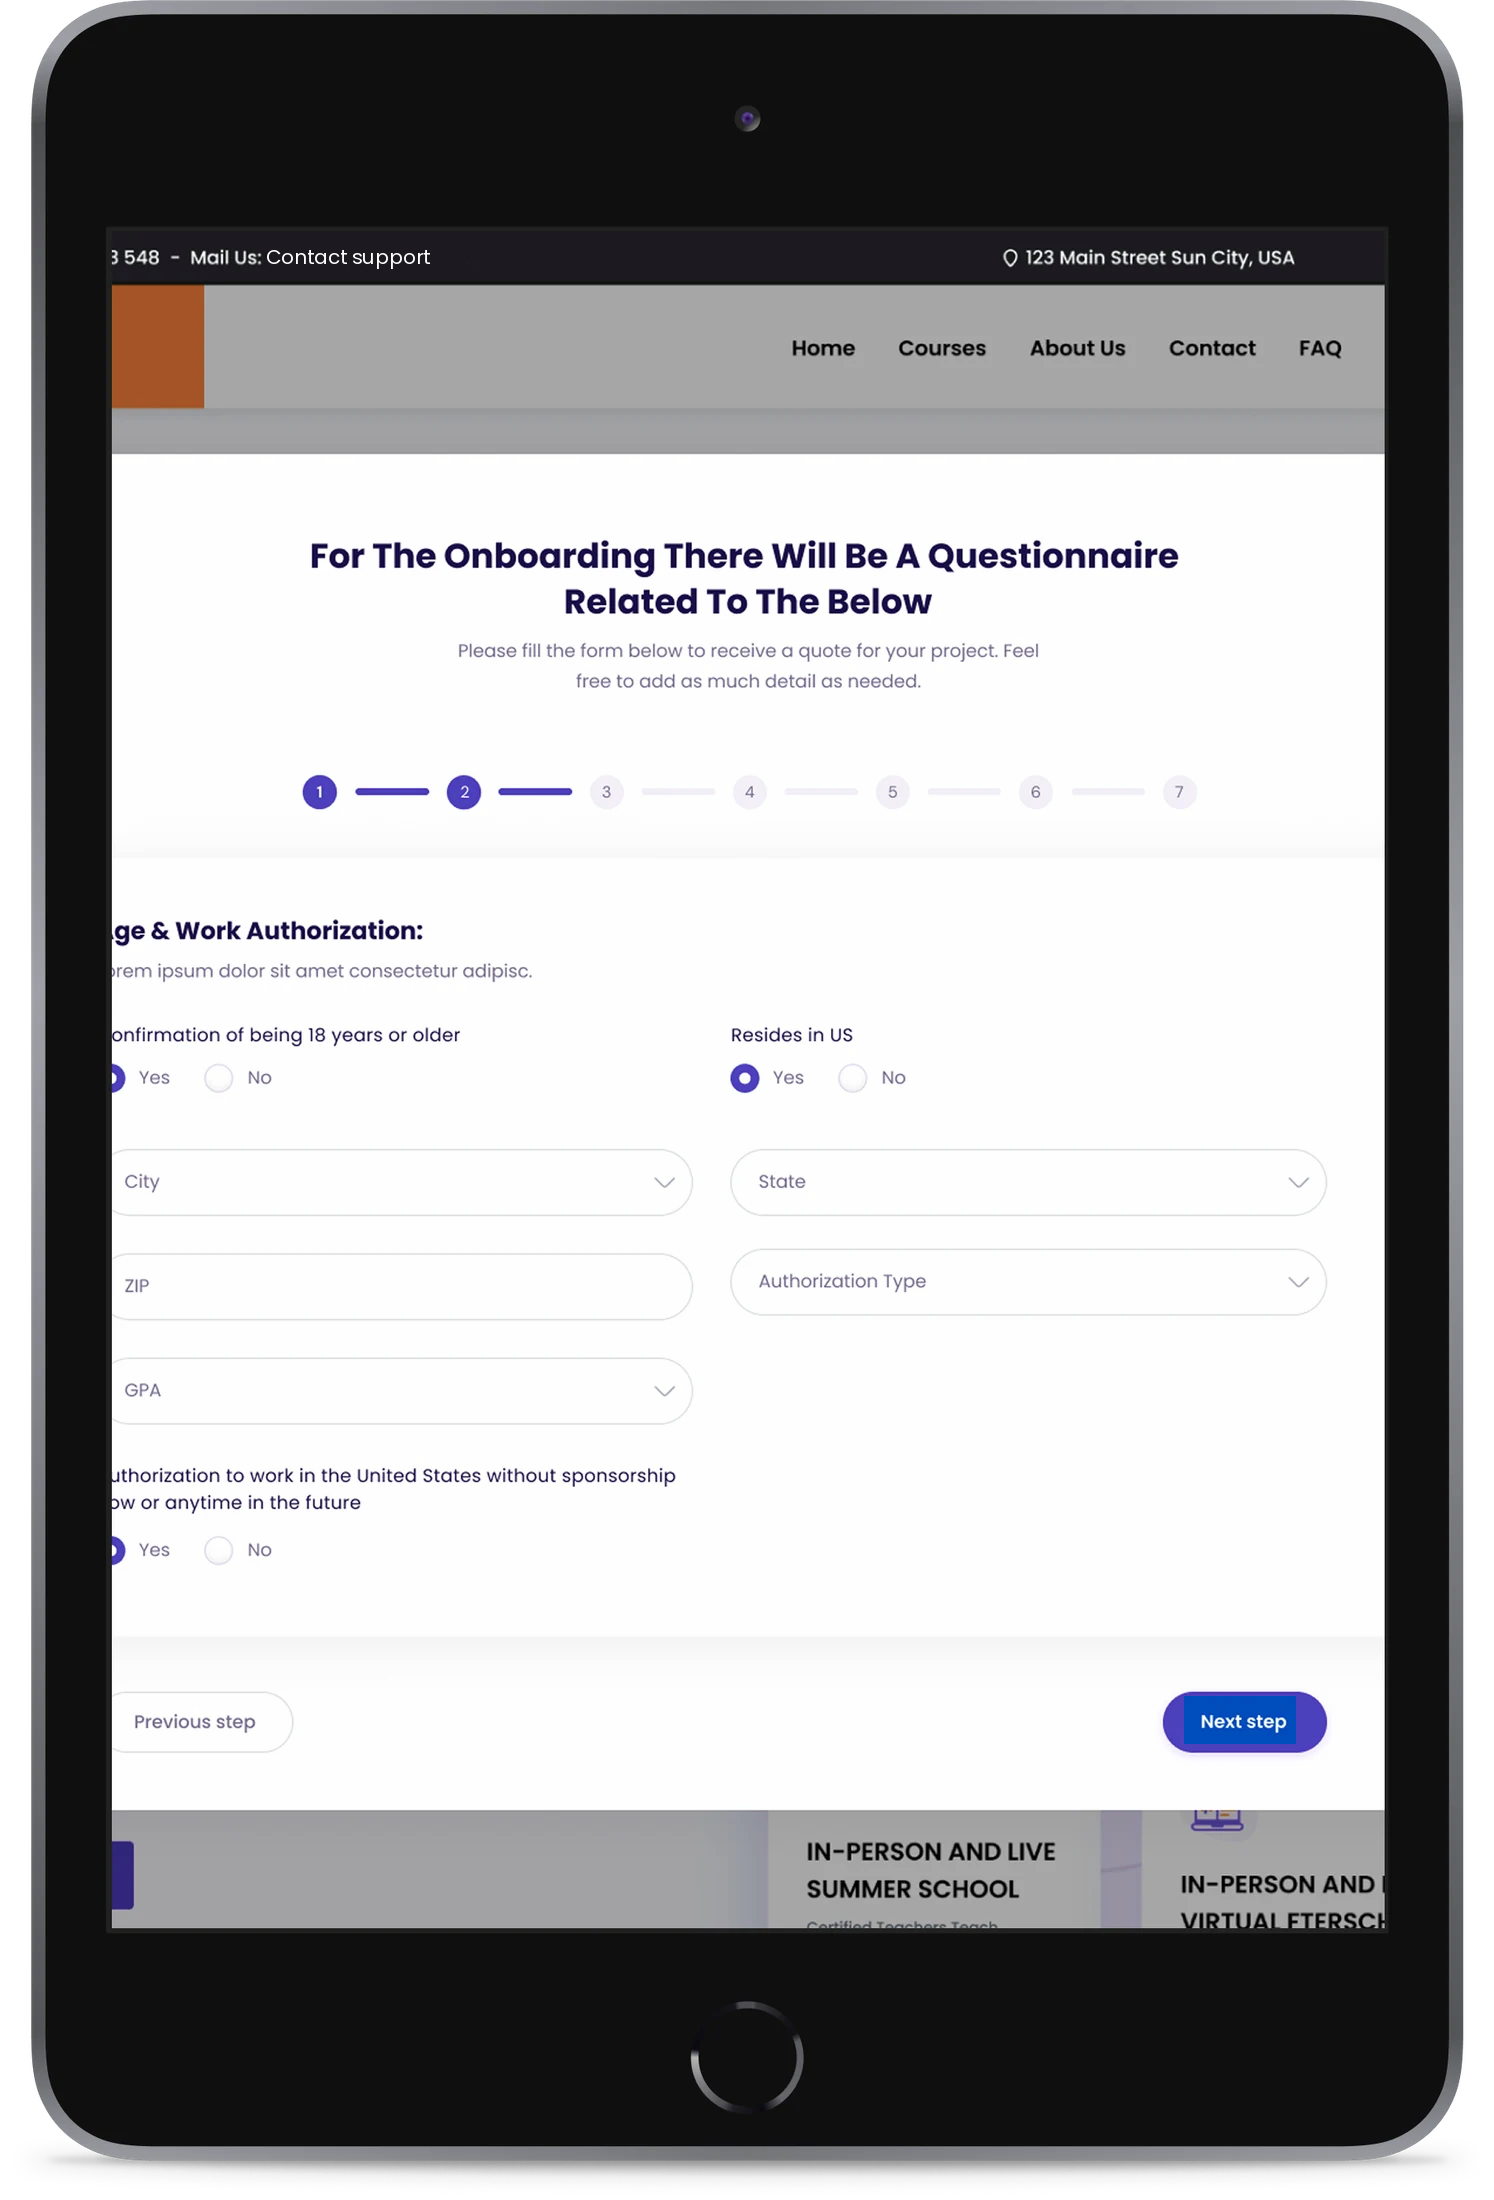 3 548 - Mail Us: Contact support
123 Main Street Sun City, USA
Home Courses About Us Contact FAQ
For The Onboarding There Will Be A Questionnaire
Related To The Below
Please fill the form below to receive a quote for your project. Feel
free to add as much detail as needed.
1 2 3 4 5 6 7
ge & Work Authorization:
orem ipsum dolor sit amet consectetur adipisc.
onfirmation of being 18 years or older
Yes No
Resides in US
Yes No
City
State
ZIP
Authorization Type
GPA
uthorization to work in the United States without sponsorship
ow or anytime in the future
Yes No
Previous step
Next step
IN-PERSON AND LIVE
SUMMER SCHOOL
Certified Teachers Teach
IN-PERSON AND
VIRTUAL ETERSCH